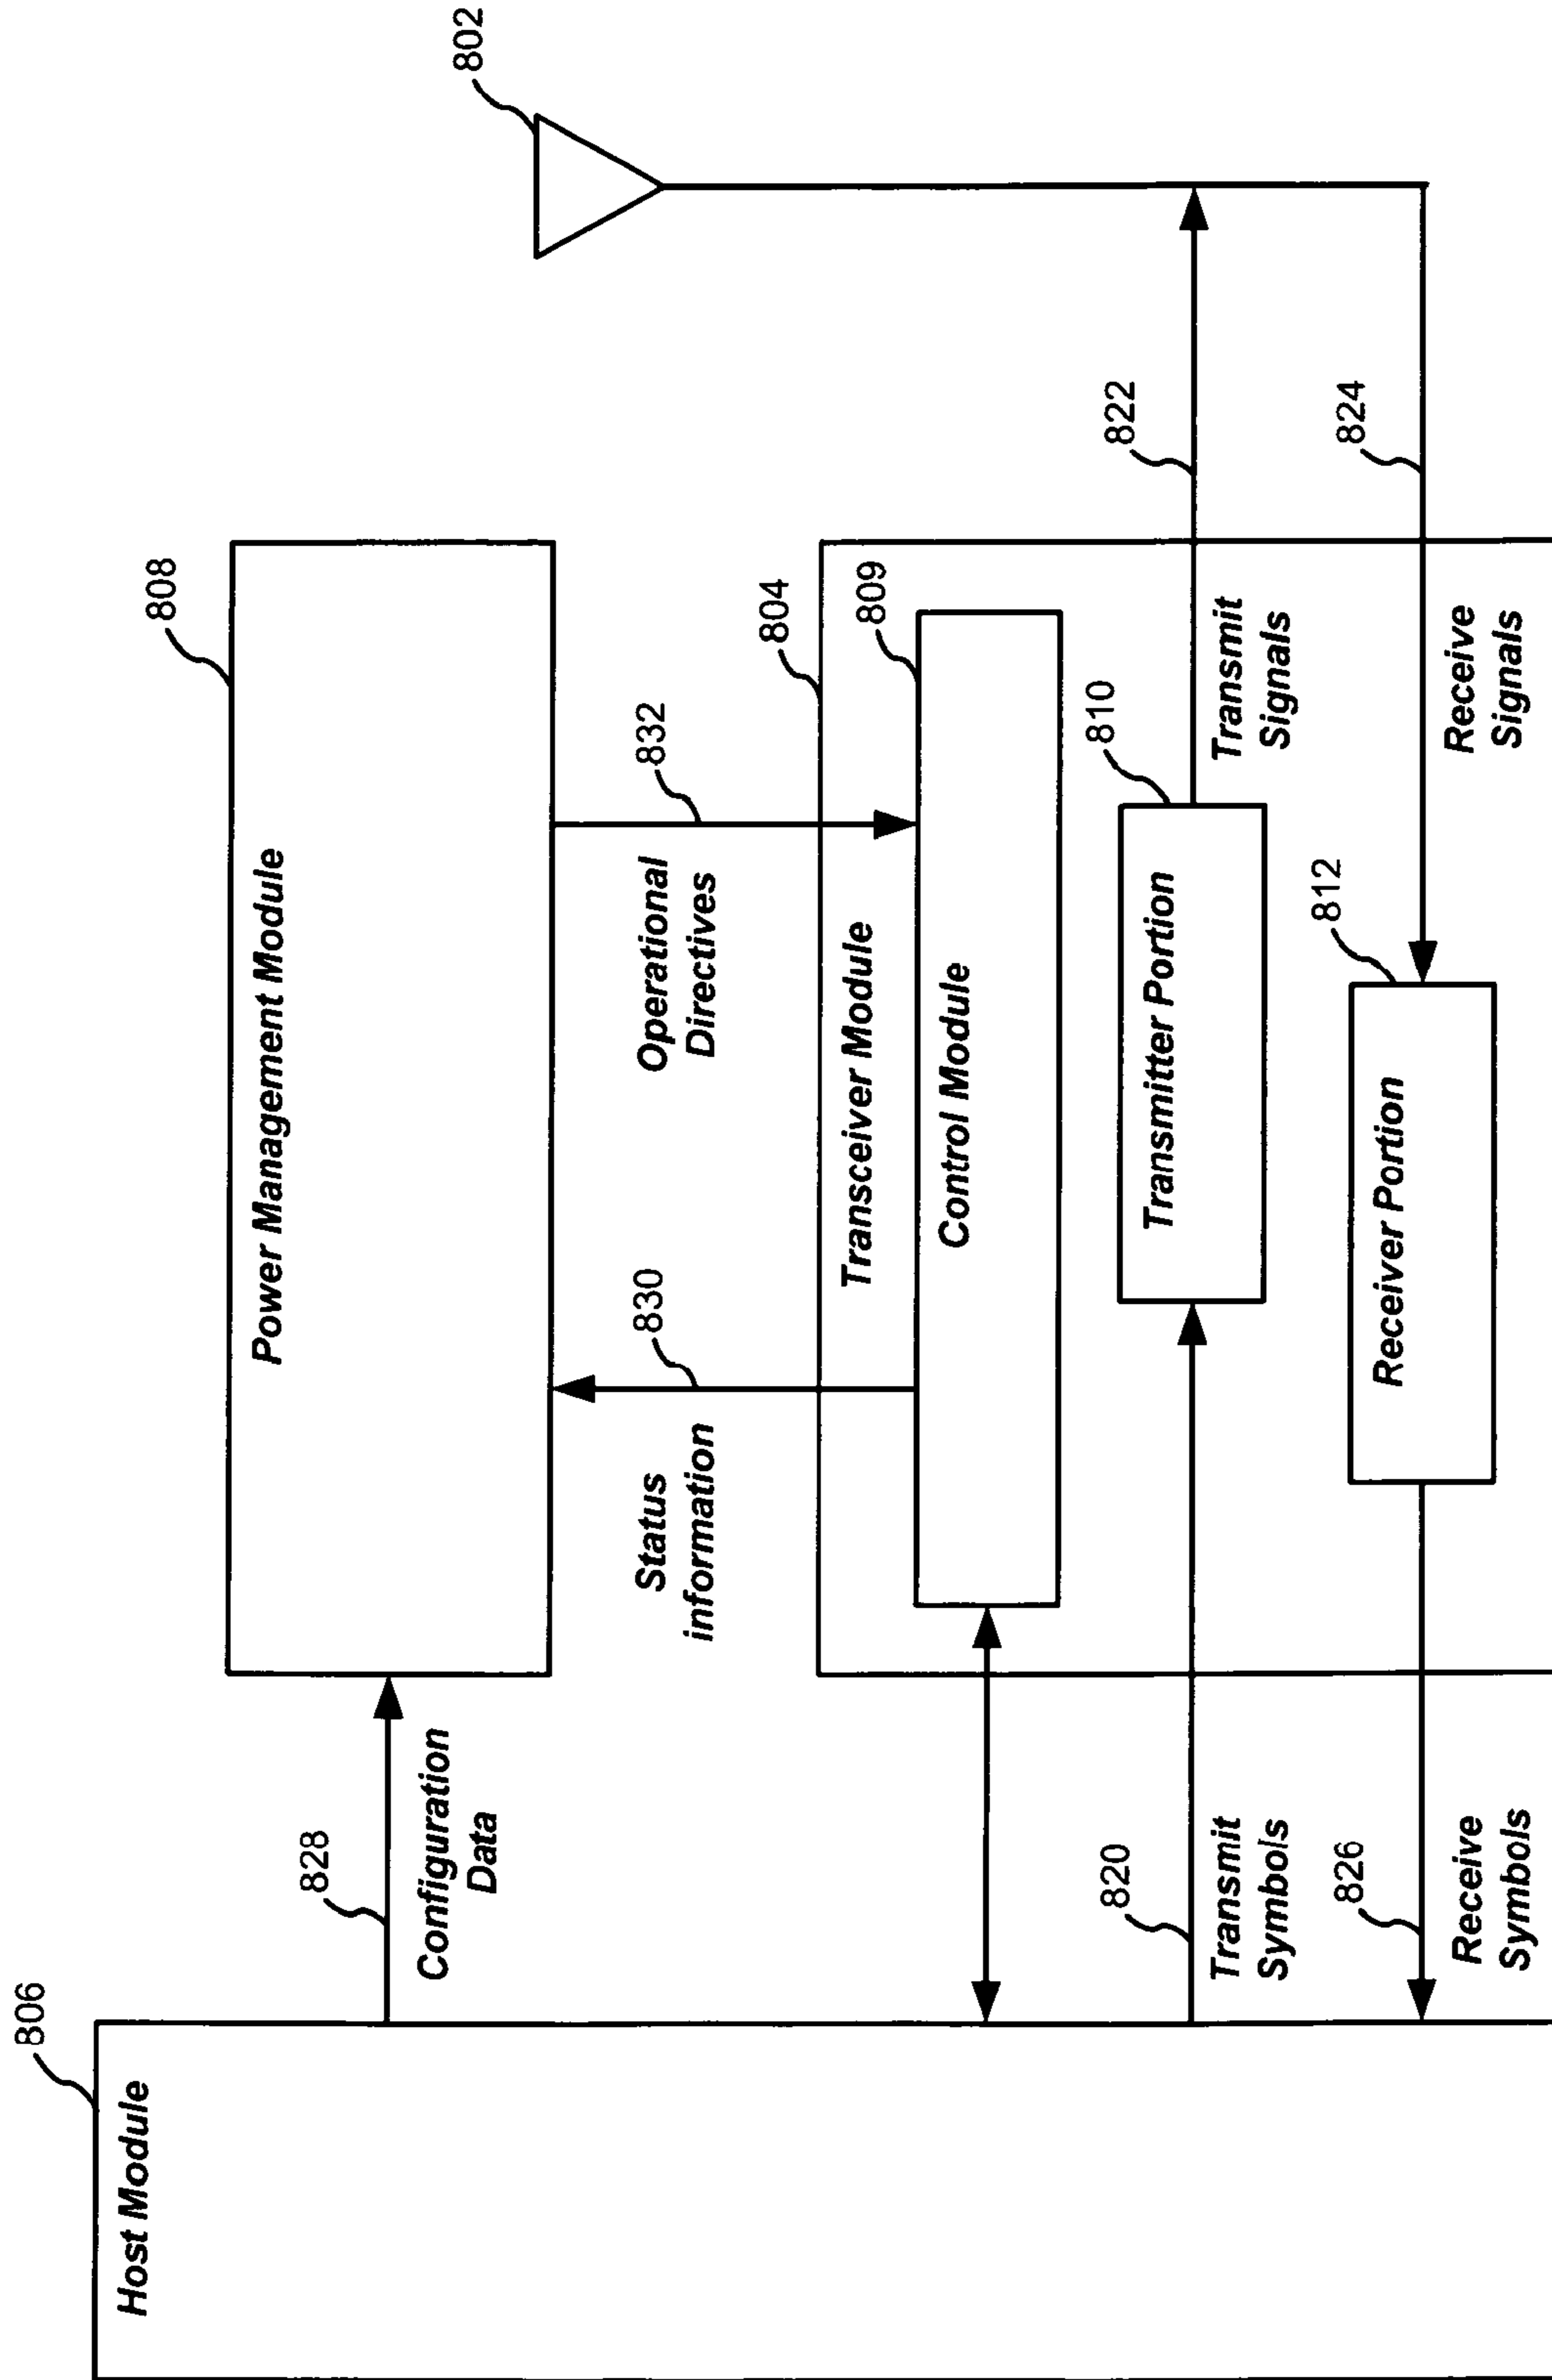 806
Host Module
828
Configuration
Data
808
Power Management Module
830
Status
information
832
Operational
Directives
802
804
Transceiver Module
809
Control Module
820
Transmit
Symbols
810
Transmitter Portion
822
Transmit
Signals
826
Receive
Symbols
812
Receiver Portion
824
Receive
Signals